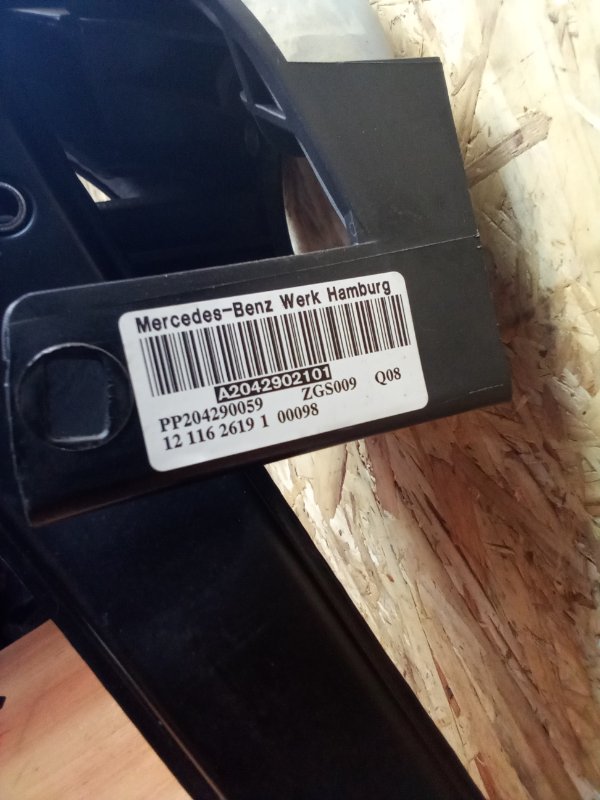 Mercedes-Benz Werk Hamburg
A2042902101
PP204290059 ZGS009 Q08
12 116 2619 1 00098